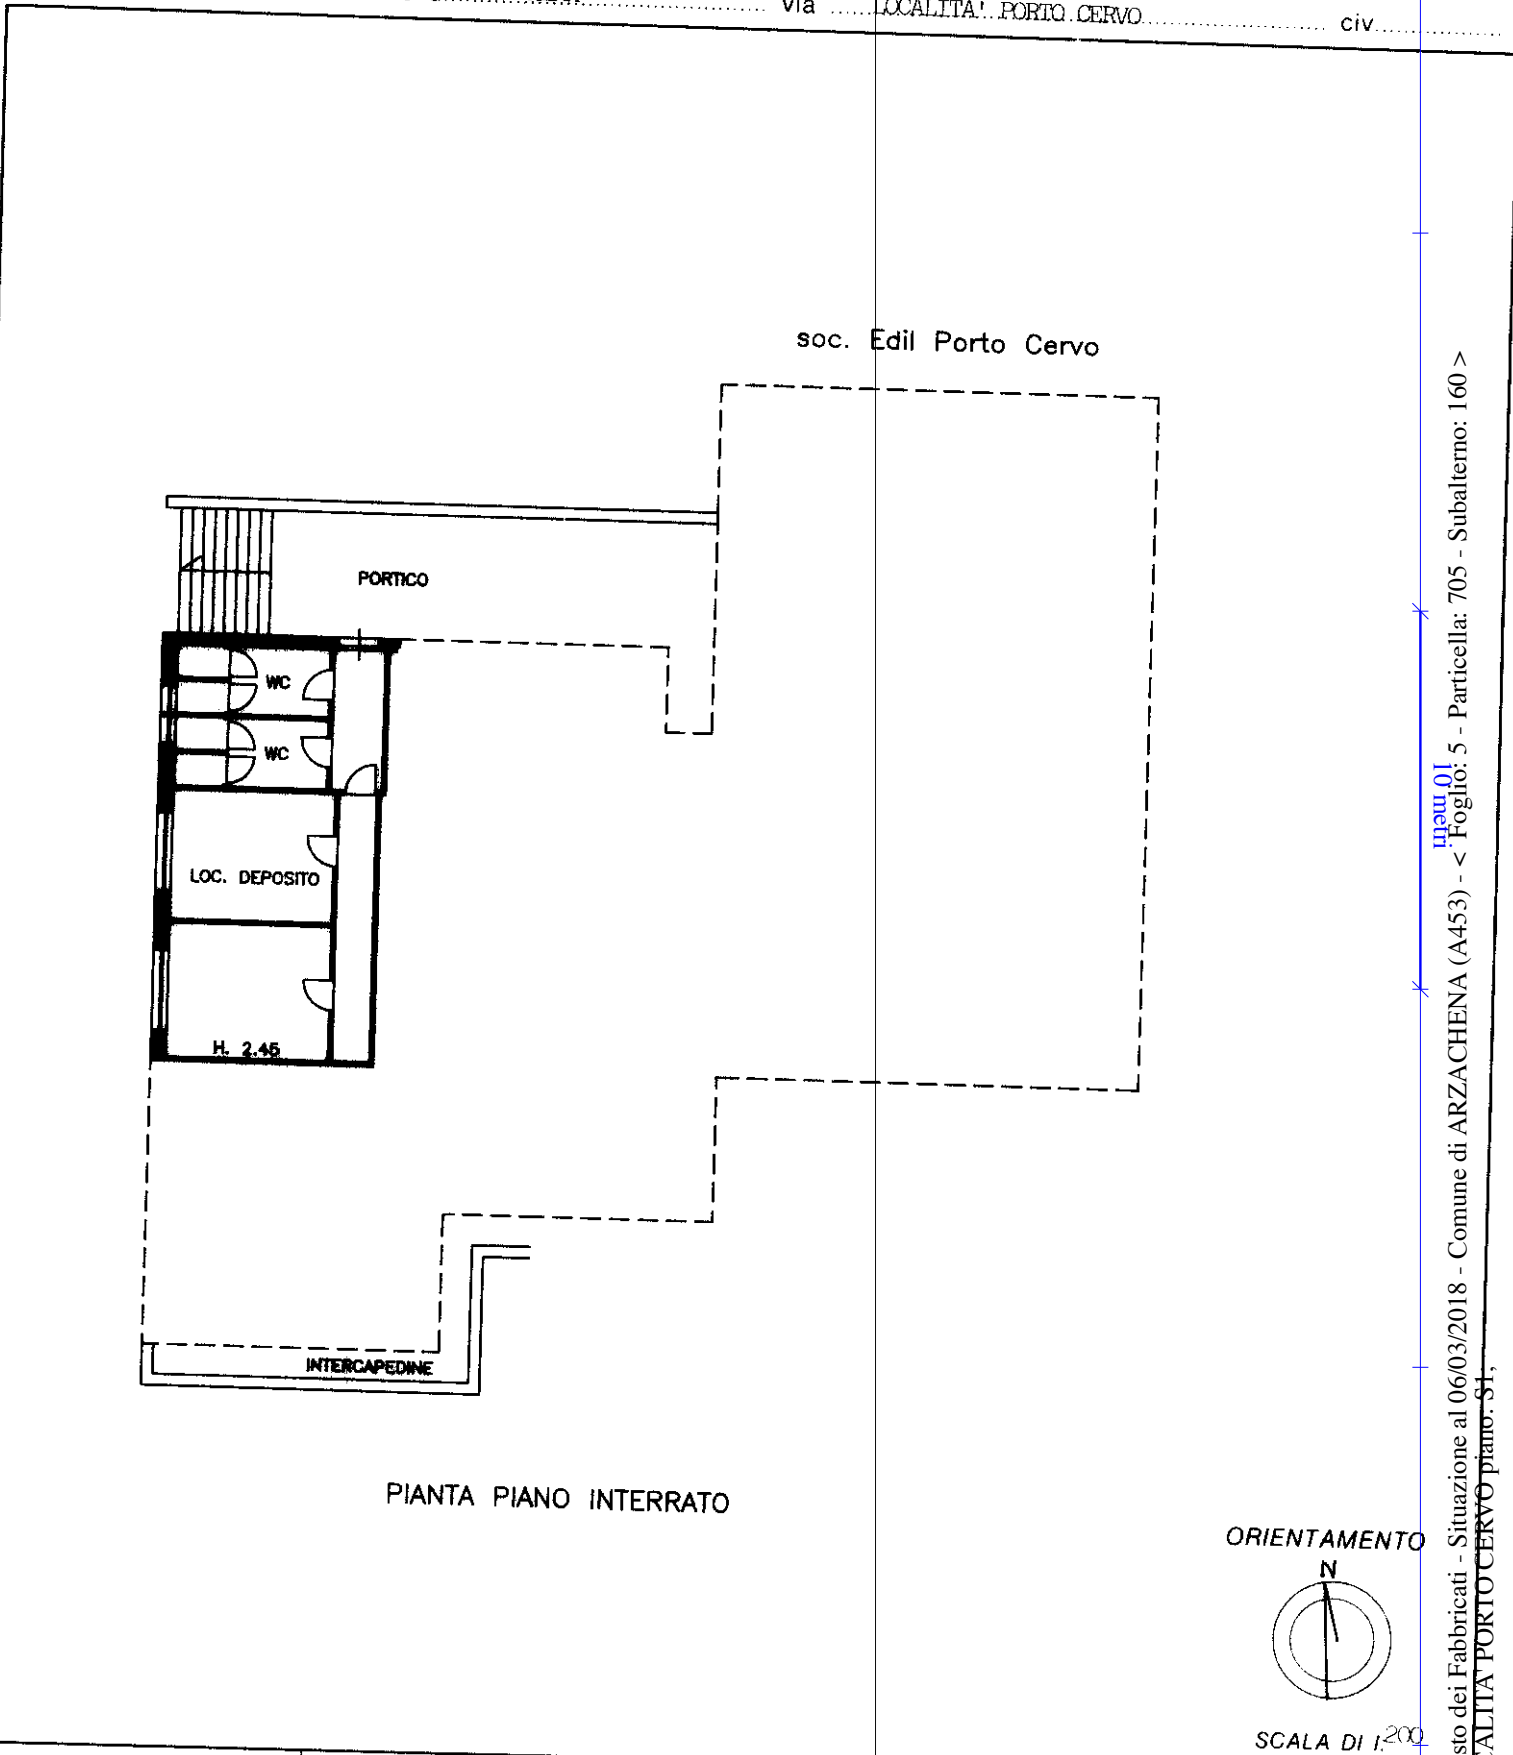 via LOCALITA' PORTO CERVO civ
soc. Edil Porto Cervo
PORTICO
WC
WC
LOC. DEPOSITO
H. 2.45
INTERCAPEDINE
PIANTA PIANO INTERRATO
ORIENTAMENTO
N
SCALA DI 1:200
10 metri
sto dei Fabbricati - Situazione al 06/03/2018 - Comune di ARZACHENA (A453) - < Foglio: 5 - Particella: 705 - Subalterno: 160 >
ALITA' PORTO CERVO piano: S1;